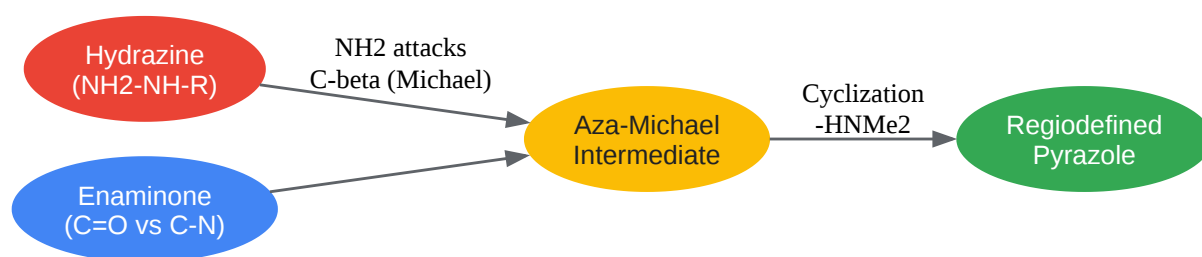 Hydrazine
(NH2-NH-R)
NH2 attacks
C-beta (Michael)
Enaminone
(C=O vs C-N)
Aza-Michael
Intermediate
Cyclization
-HNMe2
Regiodefined
Pyrazole